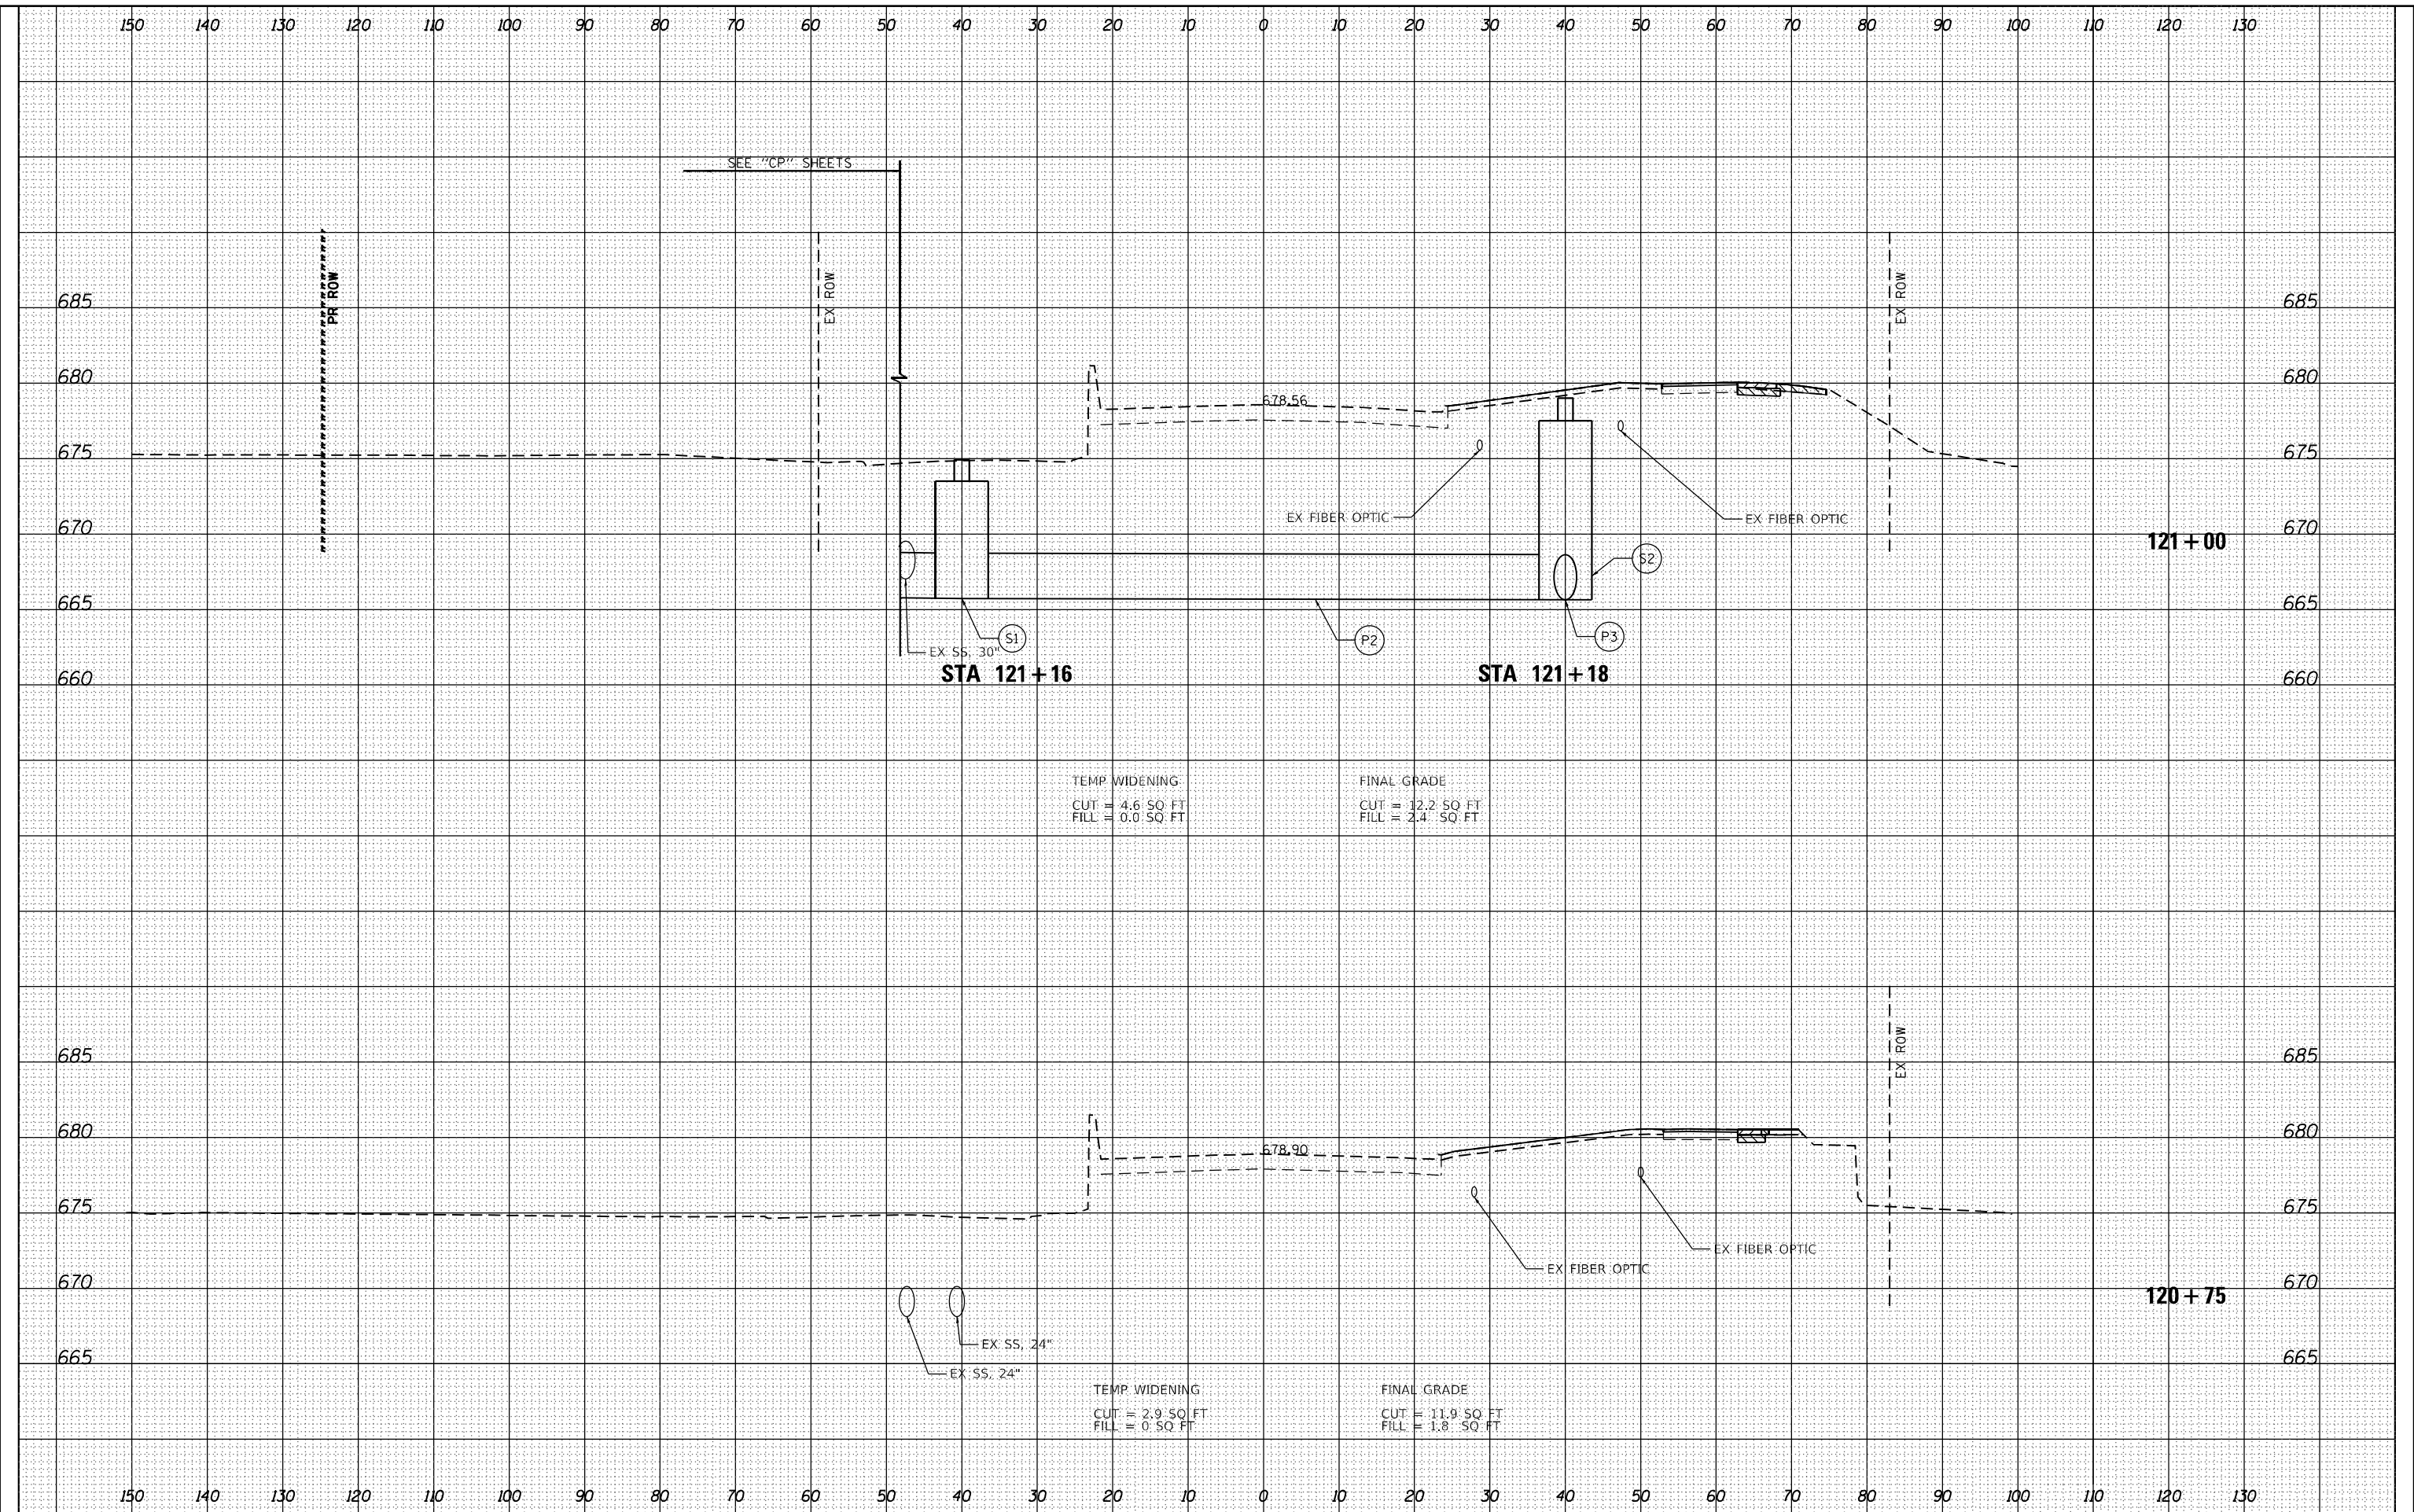 150 140 130 120 110 100 90 80 70 60 50 40 30 20 10 0 10 20 30 40 50 60 70 80 90 100 110 120 130
SEE "CP" SHEETS
PR ROW
EX ROW
EX ROW
685 685
680 680
678.56
675 675
670 670
EX FIBER OPTIC
EX FIBER OPTIC
121+00
S2
665 665
S1
P2
P3
EX SS, 30"
STA 121+16
STA 121+18
660 660
TEMP WIDENING
CUT = 4.6 SQ FT
FILL = 0.0 SQ FT
FINAL GRADE
CUT = 12.2 SQ FT
FILL = 2.4 SQ FT
EX ROW
685 685
680 680
678.90
675 675
EX FIBER OPTIC
EX FIBER OPTIC
670 670
120+75
EX SS, 24"
665 665
EX SS, 24"
TEMP WIDENING
CUT = 2.9 SQ FT
FILL = 0 SQ FT
FINAL GRADE
CUT = 11.9 SQ FT
FILL = 1.8 SQ FT
150 140 130 120 110 100 90 80 70 60 50 40 30 20 10 0 10 20 30 40 50 60 70 80 90 100 110 120 130